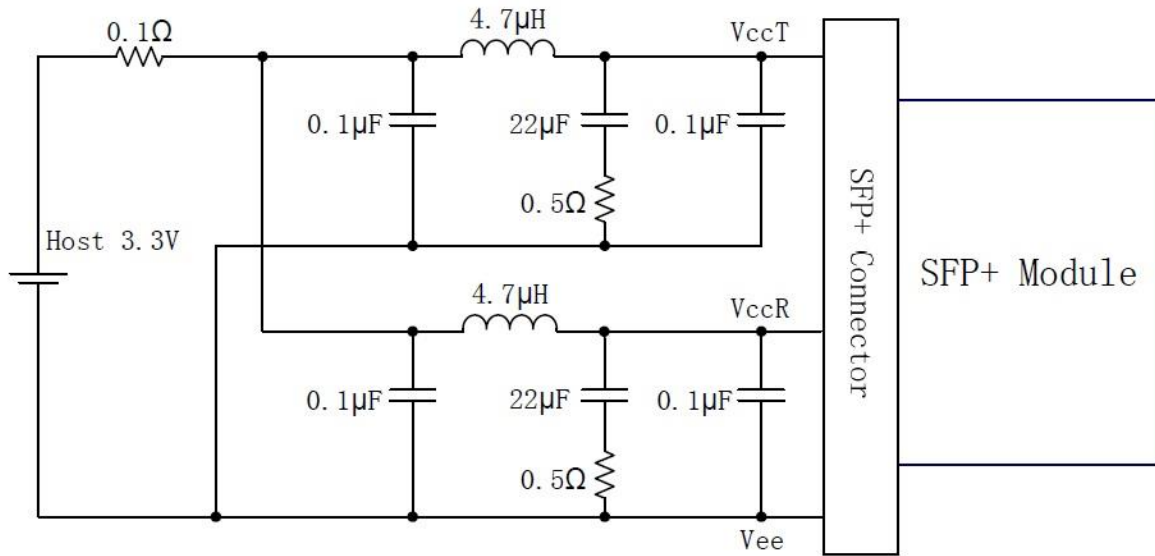 4.7μH
0.1Ω
VccT
0.1μF
22μF
0.1μF
0.5Ω
Host 3.3V
4.7μH
VccR
0.1μF
22μF
0.1μF
0.5Ω
Vee
SFP+ Connector
SFP+ Module